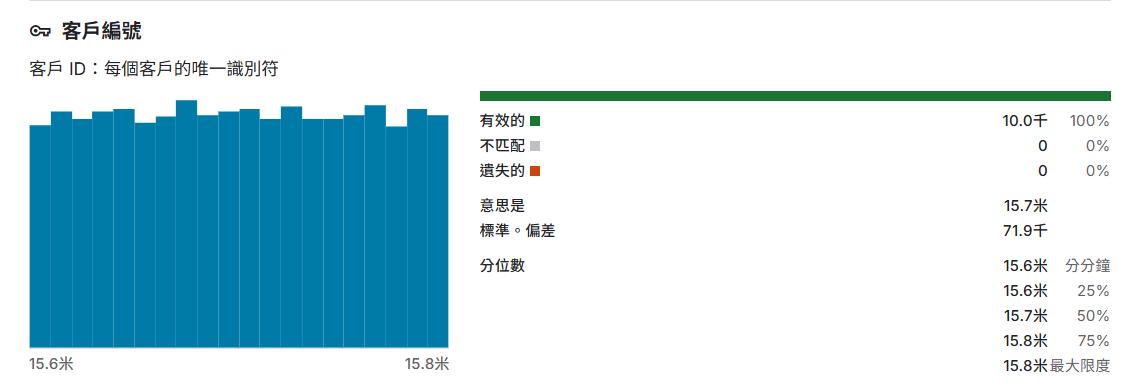 客戶編號
客戶 ID：每個客戶的唯一識別符
15.6米 15.8米
有效的 10.0千 100%
不匹配 0 0%
遺失的 0 0%
意思是 15.7米
標準。偏差 71.9千
分位數 15.6米 分分鐘
15.6米 25%
15.7米 50%
15.8米 75%
15.8米 最大限度